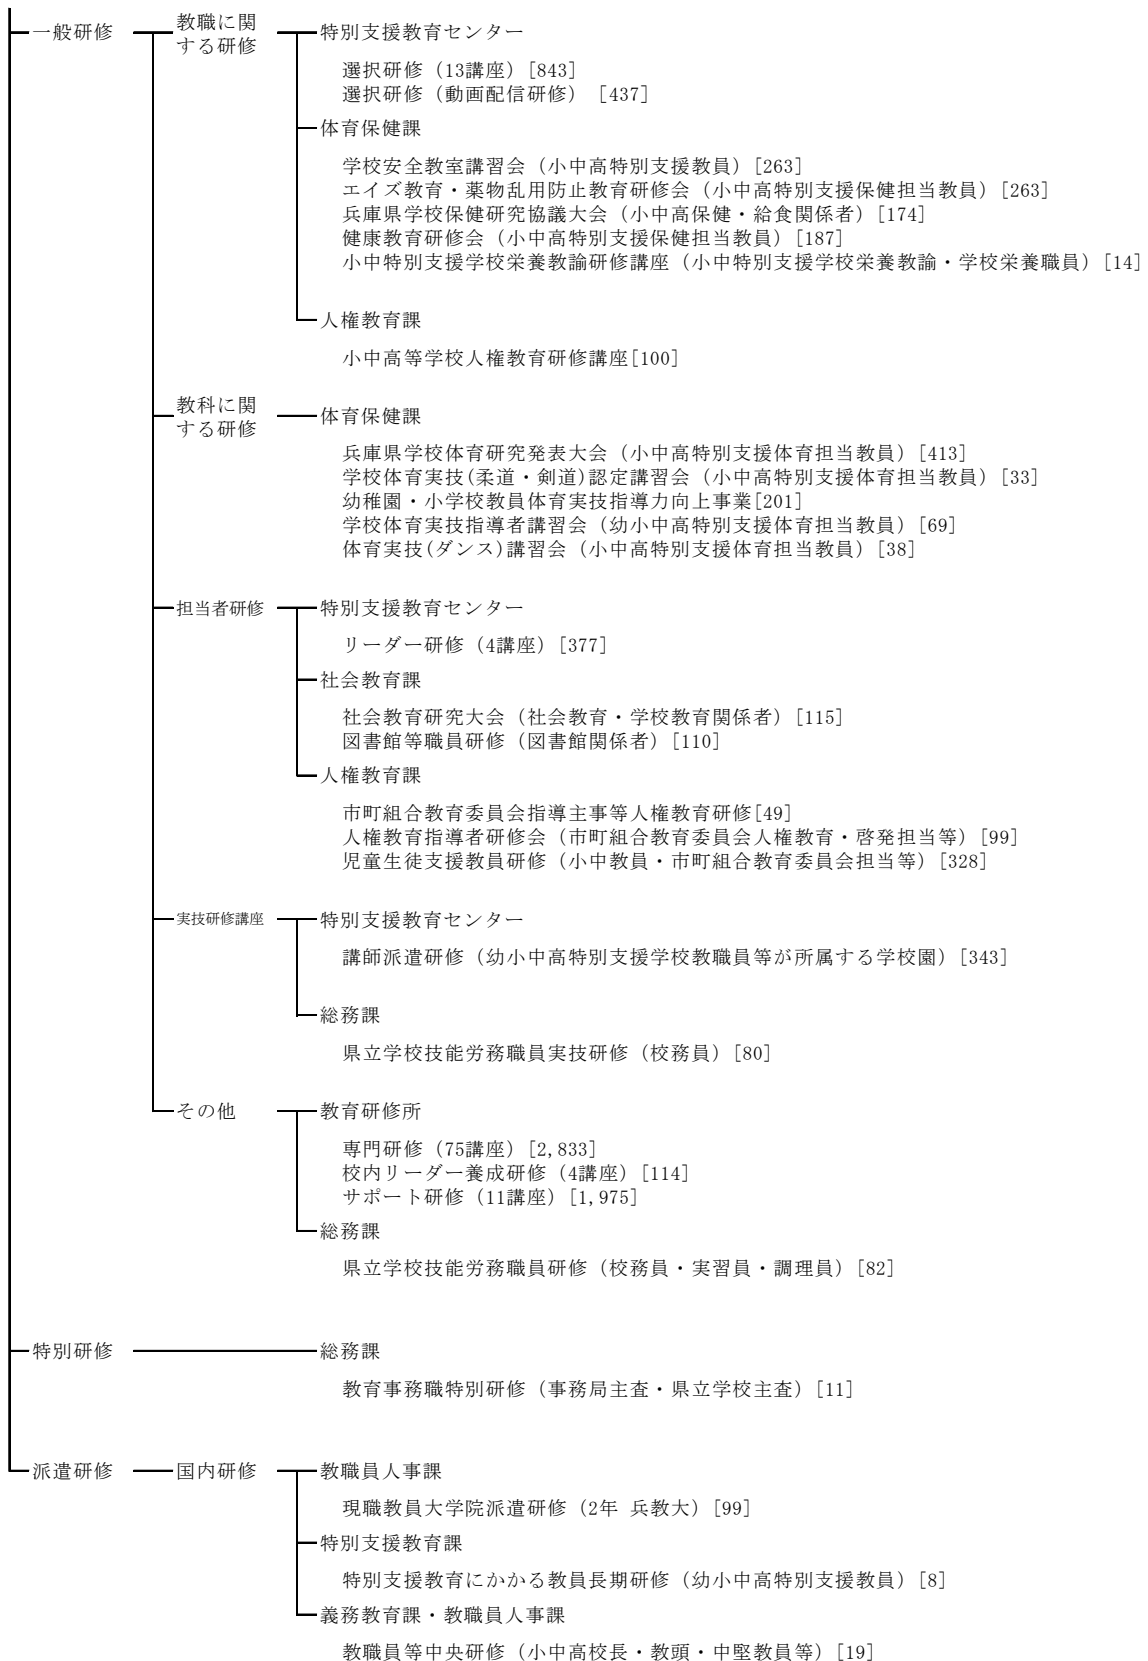 一般研修
教職に関
する研修
特別支援教育センター
選択研修（13講座）[843]
選択研修（動画配信研修） [437]
体育保健課
学校安全教室講習会（小中高特別支援教員）[263]
エイズ教育・薬物乱用防止教育研修会（小中高特別支援保健担当教員）[263]
兵庫県学校保健研究協議大会（小中高保健・給食関係者）[174]
健康教育研修会（小中高特別支援保健担当教員）[187]
小中特別支援学校栄養教諭研修講座（小中特別支援学校栄養教諭・学校栄養職員）[14]
人権教育課
小中高等学校人権教育研修講座[100]
教科に関
する研修
体育保健課
兵庫県学校体育研究発表大会（小中高特別支援体育担当教員）[413]
学校体育実技(柔道・剣道)認定講習会（小中高特別支援体育担当教員）[33]
幼稚園・小学校教員体育実技指導力向上事業[201]
学校体育実技指導者講習会（幼小中高特別支援体育担当教員）[69]
体育実技(ダンス)講習会（小中高特別支援体育担当教員）[38]
担当者研修
特別支援教育センター
リーダー研修（4講座）[377]
社会教育課
社会教育研究大会（社会教育・学校教育関係者）[115]
図書館等職員研修（図書館関係者）[110]
人権教育課
市町組合教育委員会指導主事等人権教育研修[49]
人権教育指導者研修会（市町組合教育委員会人権教育・啓発担当等）[99]
児童生徒支援教員研修（小中教員・市町組合教育委員会担当等）[328]
実技研修講座
特別支援教育センター
講師派遣研修（幼小中高特別支援学校教職員等が所属する学校園）[343]
総務課
県立学校技能労務職員実技研修（校務員）[80]
その他
教育研修所
専門研修（75講座）[2,833]
校内リーダー養成研修（4講座）[114]
サポート研修（11講座）[1,975]
総務課
県立学校技能労務職員研修（校務員・実習員・調理員）[82]
特別研修
総務課
教育事務職特別研修（事務局主査・県立学校主査）[11]
派遣研修
国内研修
教職員人事課
現職教員大学院派遣研修（2年 兵教大）[99]
特別支援教育課
特別支援教育にかかる教員長期研修（幼小中高特別支援教員）[8]
義務教育課・教職員人事課
教職員等中央研修（小中高校長・教頭・中堅教員等）[19]